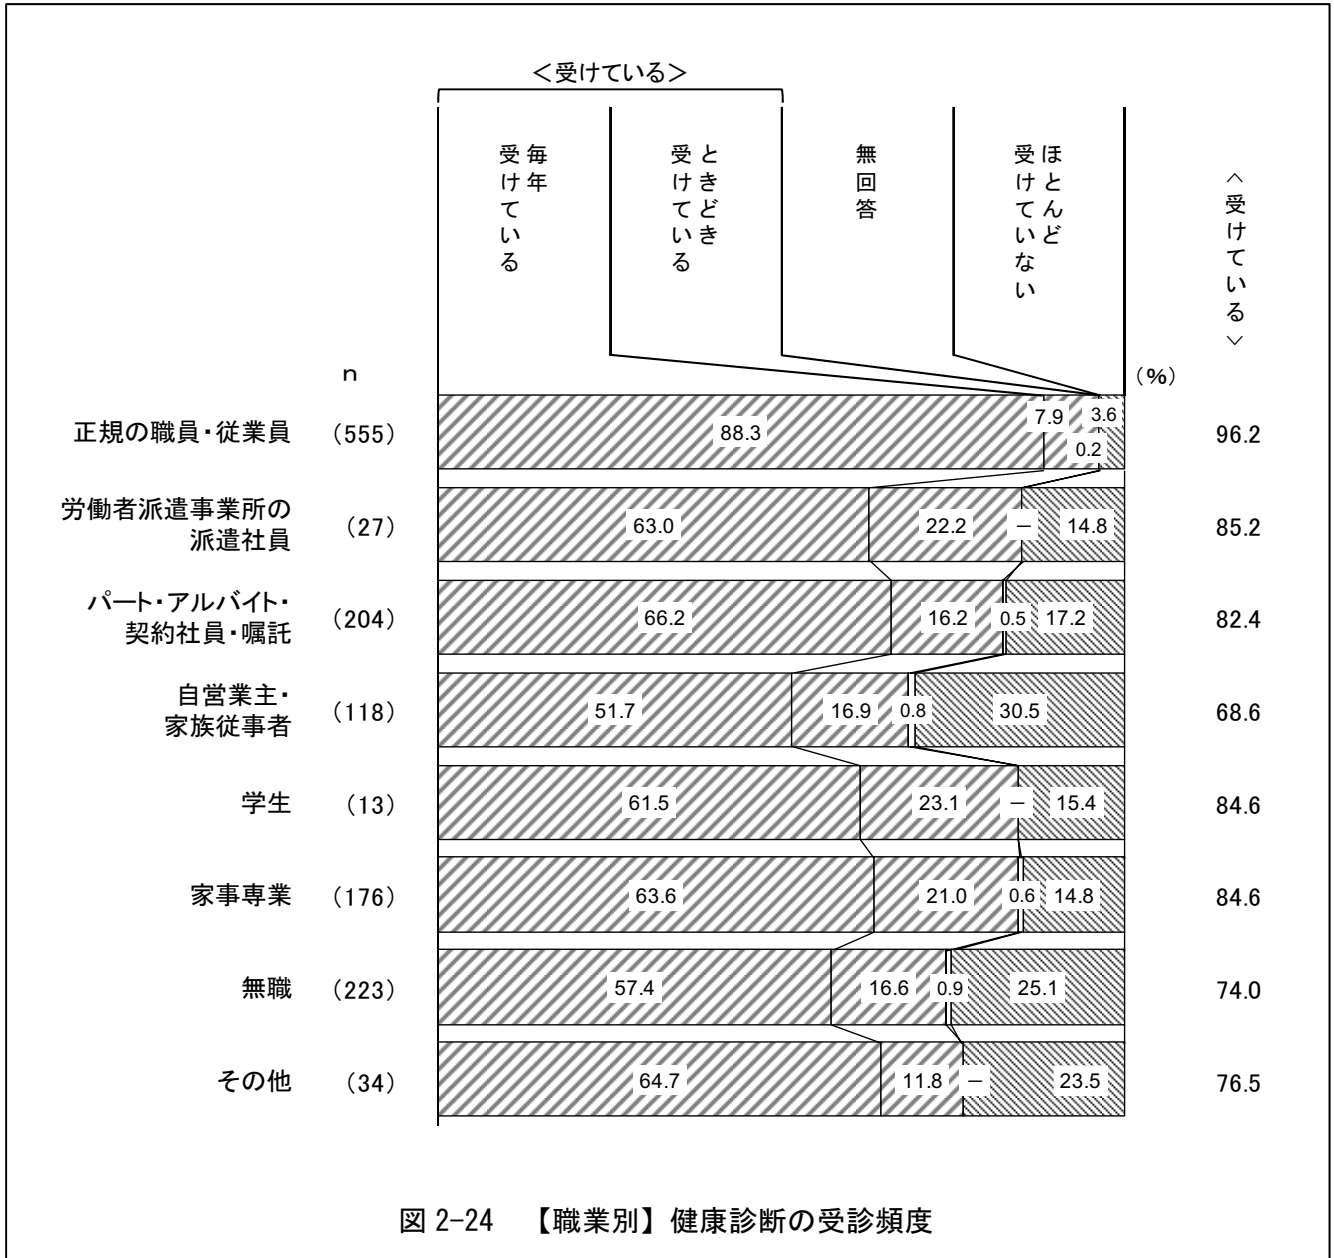 ＜受けている＞
毎年
受けている
ときどき
受けている
無回答
ほとんど
受けていない
＜受けている＞
n
(%)
正規の職員・従業員 (555) 88.3 7.9 0.2 3.6 96.2
労働者派遣事業所の
派遣社員 (27) 63.0 22.2 － 14.8 85.2
パート・アルバイト・
契約社員・嘱託 (204) 66.2 16.2 0.5 17.2 82.4
自営業主・
家族従事者 (118) 51.7 16.9 0.8 30.5 68.6
学生 (13) 61.5 23.1 － 15.4 84.6
家事専業 (176) 63.6 21.0 0.6 14.8 84.6
無職 (223) 57.4 16.6 0.9 25.1 74.0
その他 (34) 64.7 11.8 － 23.5 76.5
図 2-24 【職業別】健康診断の受診頻度